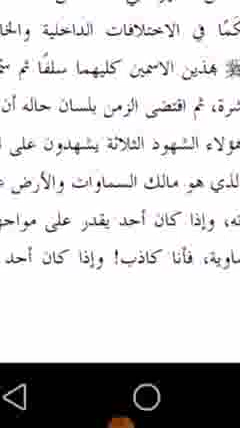 كمًا في الاختلافات الداخلية والخا
ﷺ بهذين الاسمين كليهما سلفًا ثم سمّ
شرة، ثم اقتضى الزمن بلسان حاله أن
هؤلاء الشهود الثلاثة يشهدون على
لذي هو مالك السماوات والأرض
ته، وإذا كان أحد يقدر على مواجه
ماوية، فأنا كاذب! وإذا كان أحد